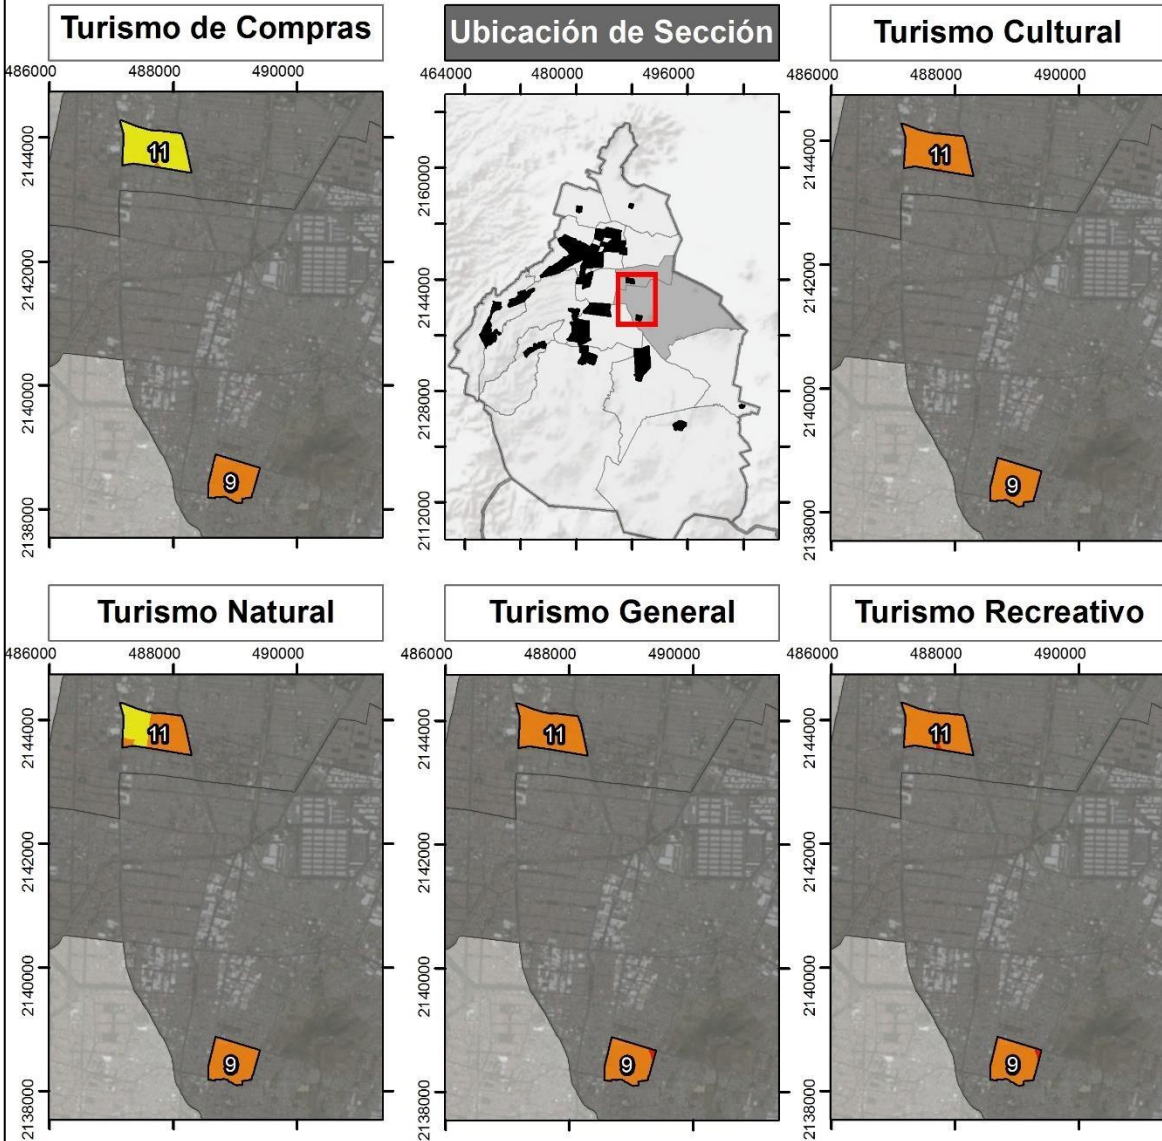 Turismo de Compras
Ubicación de Sección
Turismo Cultural
486000 488000 490000
464000 480000 496000
486000 488000 490000
2144000
2142000
2140000
2138000
11
9
2160000
2144000
2128000
2112000
2144000
2142000
2140000
2138000
11
9
Turismo Natural
Turismo General
Turismo Recreativo
486000 488000 490000
486000 488000 490000
486000 488000 490000
2144000
2142000
2140000
2138000
11
9
2144000
2142000
2140000
2138000
11
9
2144000
2142000
2140000
2138000
11
9